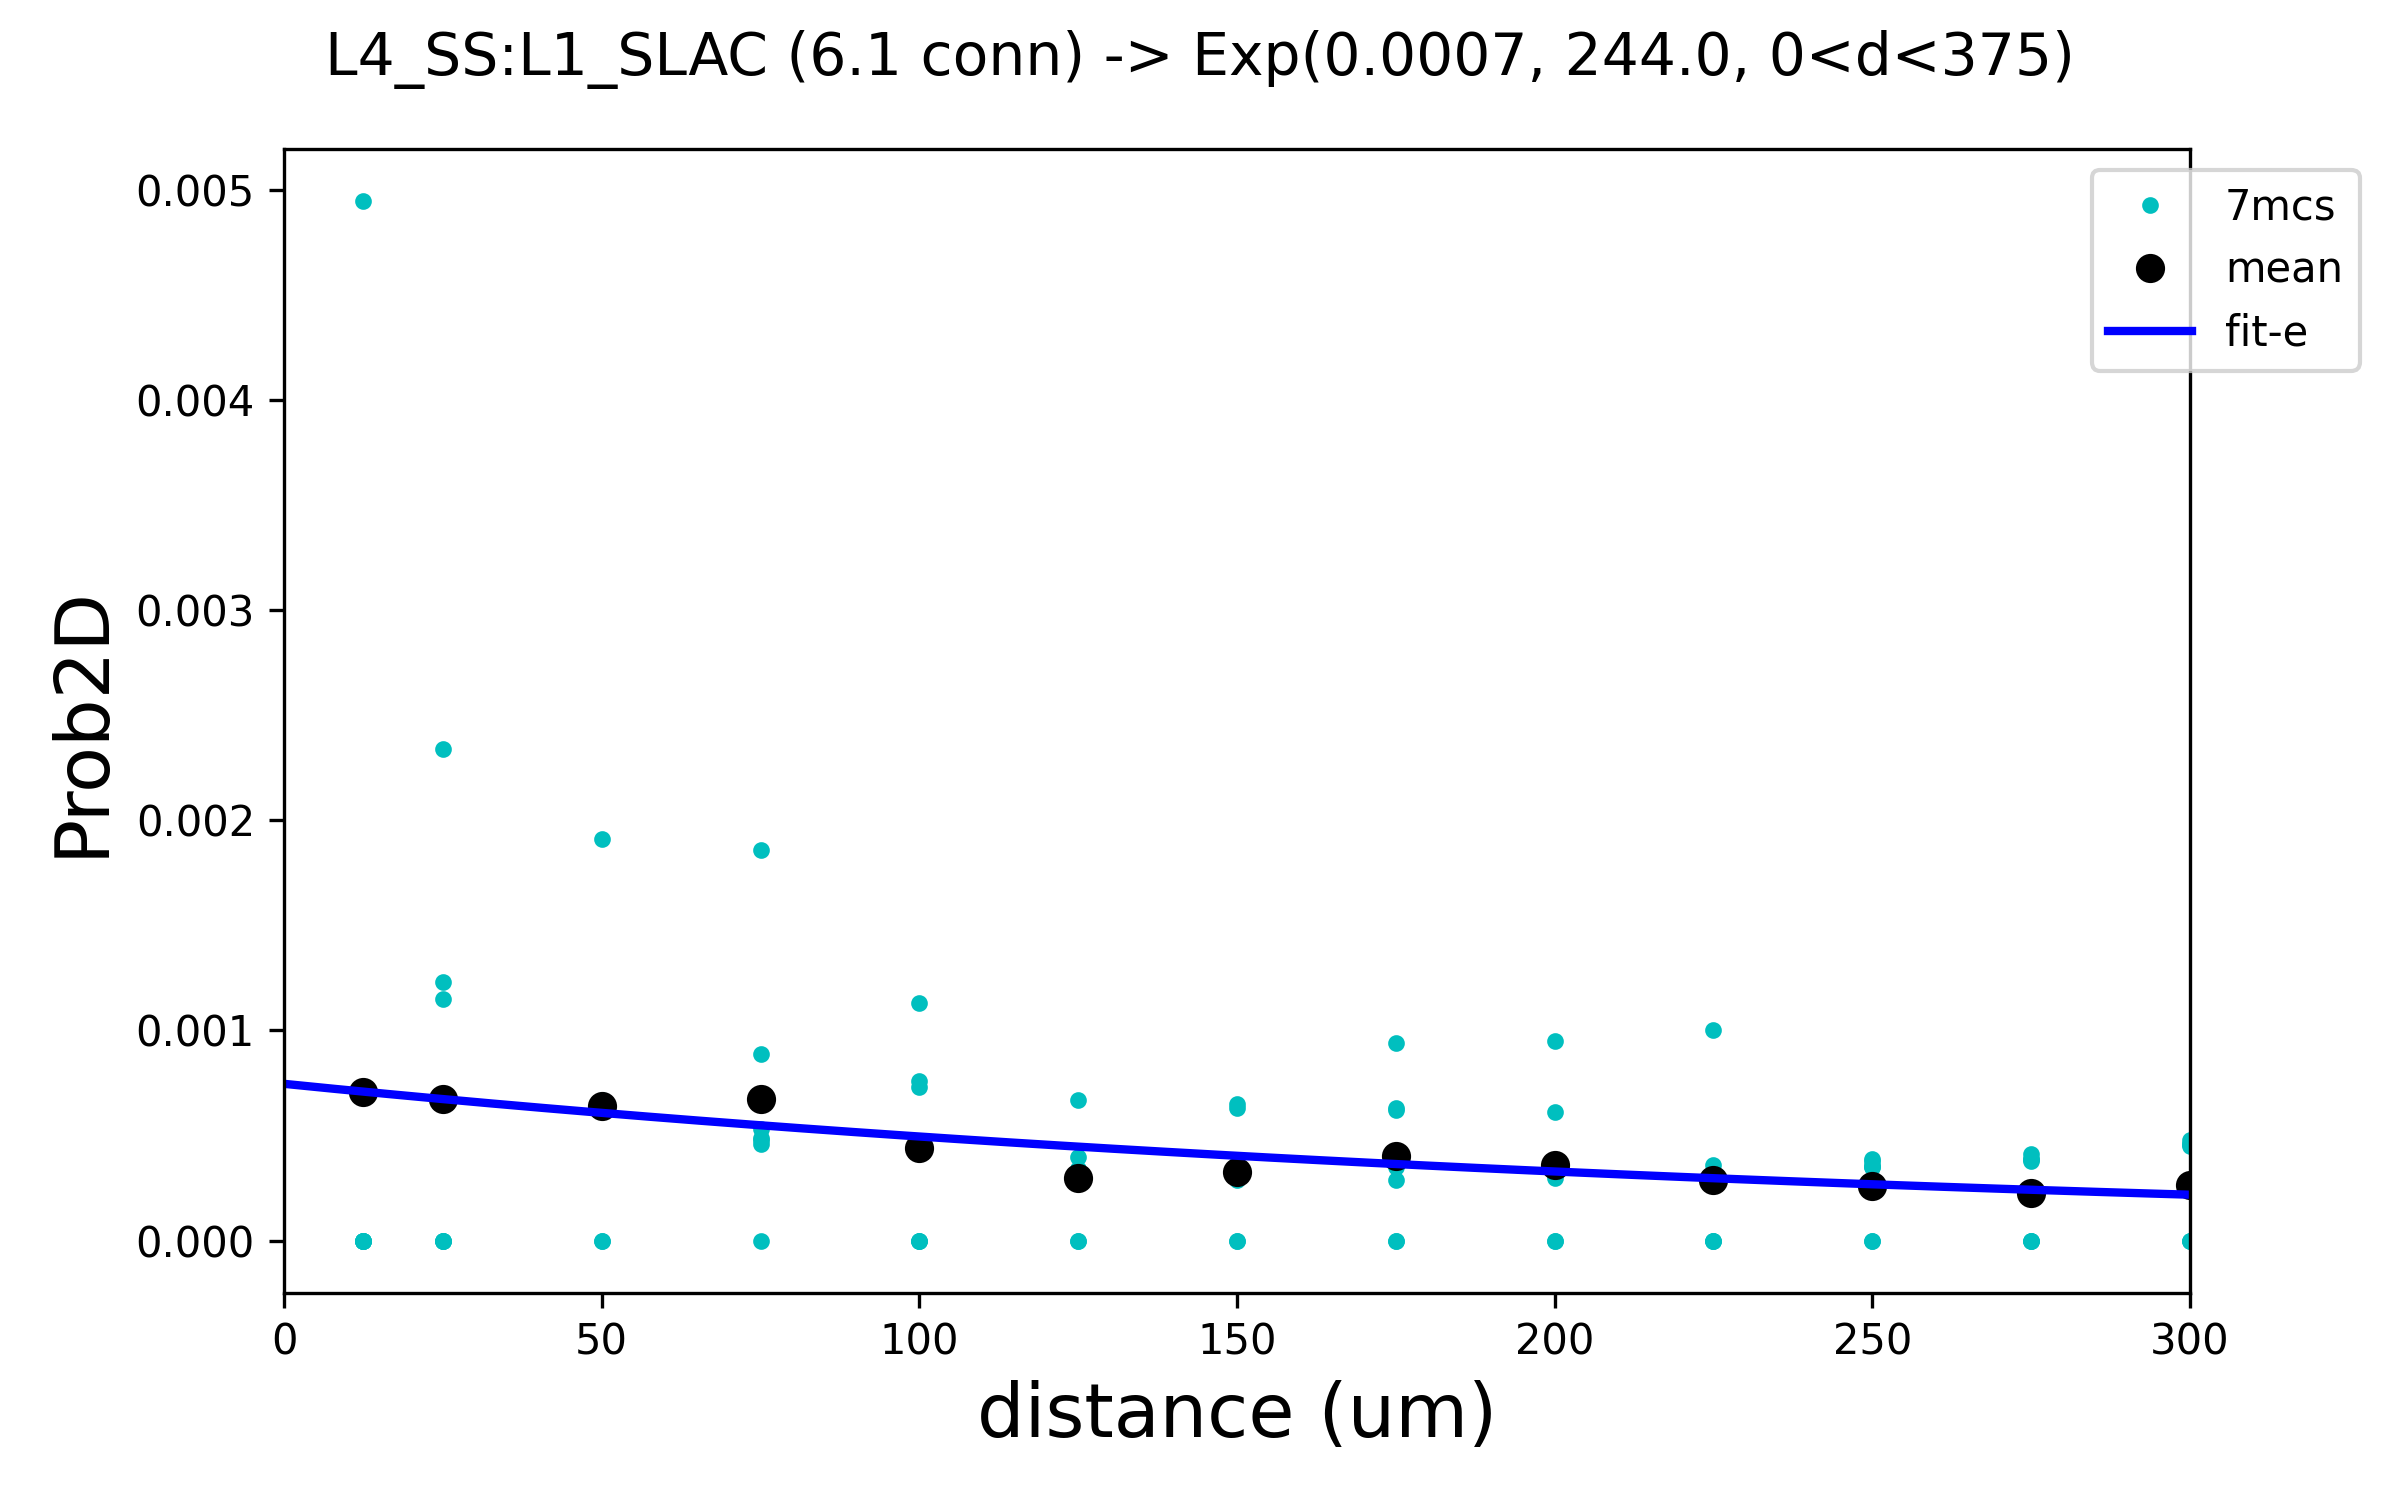 L4_SS:L1_SLAC (6.1 conn) -> Exp(0.0007, 244.0, 0<d<375)
7mcs
mean
fit-e
Prob2D
0.005
0.004
0.003
0.002
0.001
0.000
0 50 100 150 200 250 300
distance (um)